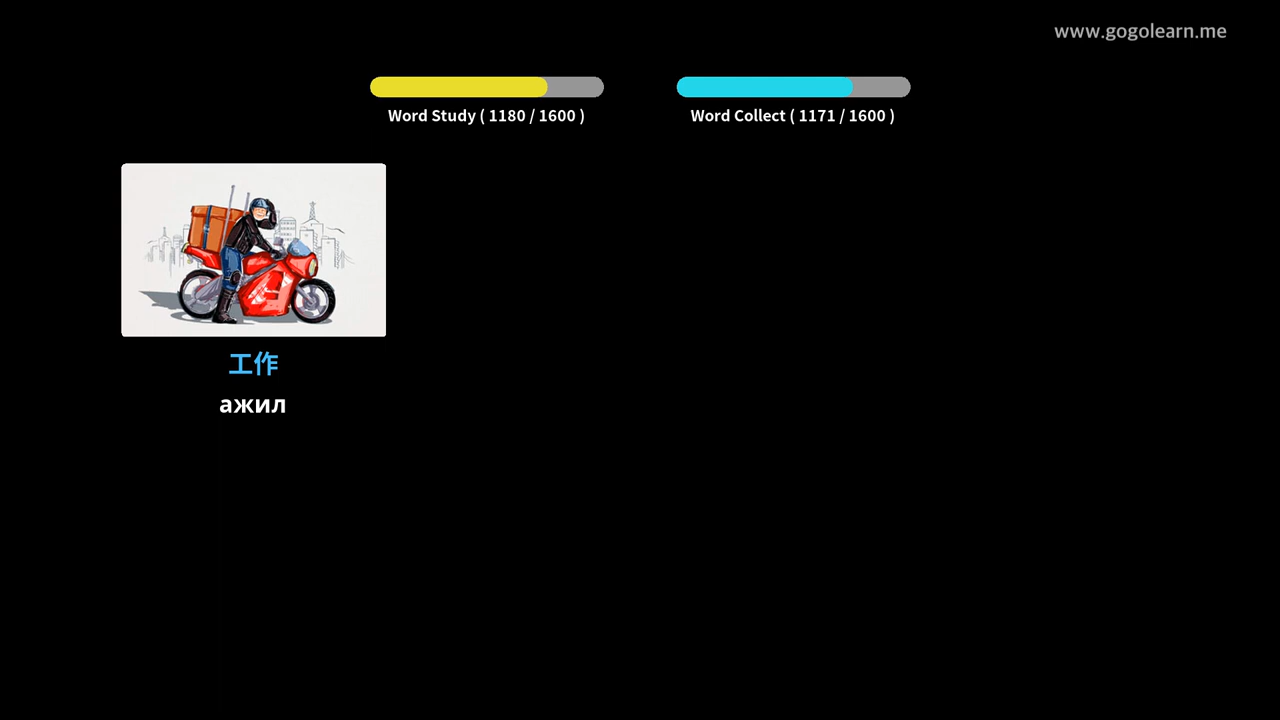 www.gogolearn.me
Word Study ( 1180 / 1600 )
Word Collect ( 1171 / 1600 )
工作
ажил